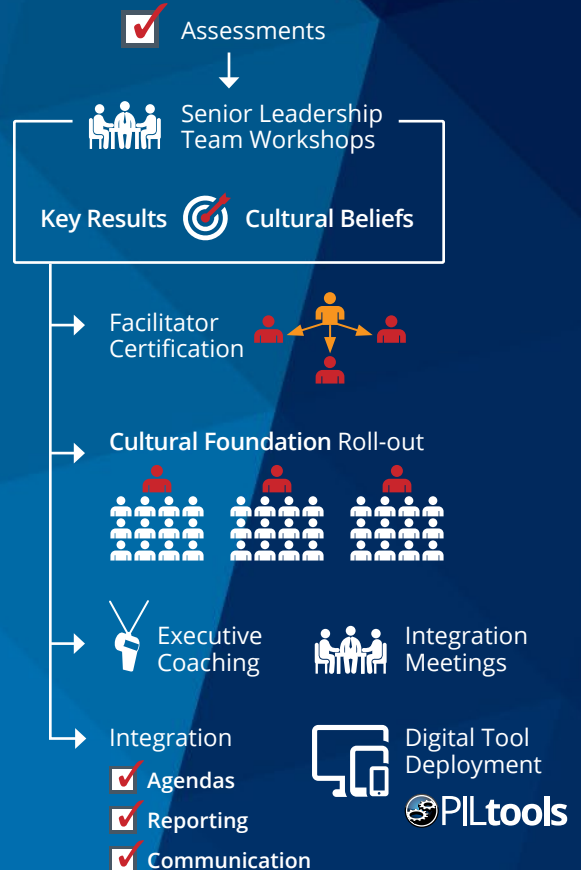 Assessments
Senior Leadership
Team Workshops
Key Results
Cultural Beliefs
Facilitator
Certification
Cultural Foundation Roll-out
Executive
Coaching
Integration
Meetings
Integration
Agendas
Reporting
Communication
Digital Tool
Deployment
PILtools